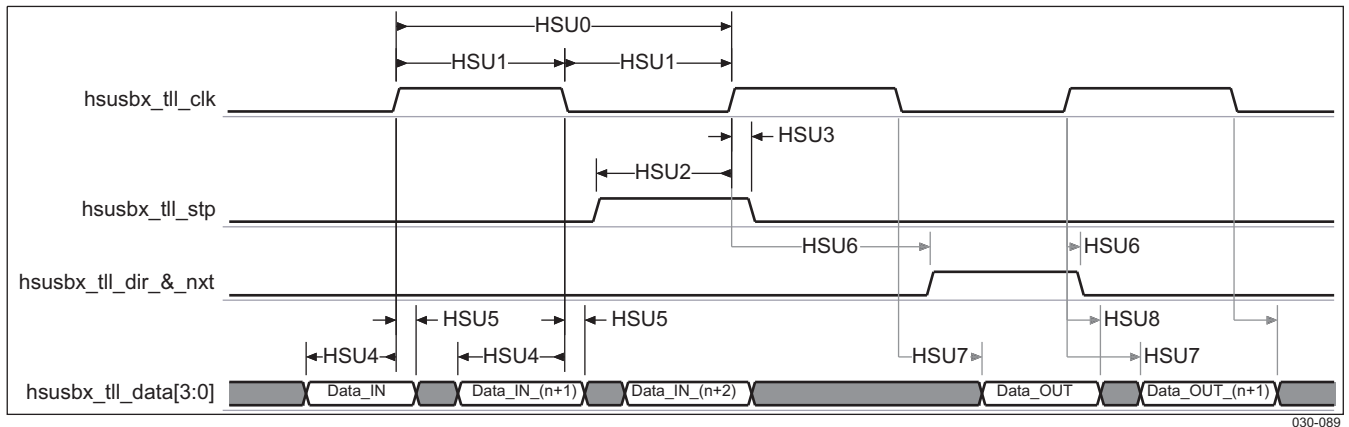 HSU0
HSU1 HSU1
hsusbx_tll_clk
HSU3
HSU2
hsusbx_tll_stp
HSU6 HSU6
hsusbx_tll_dir_&_nxt
HSU5 HSU5 HSU8
HSU4 HSU4 HSU7 HSU7
hsusbx_tll_data[3:0] Data_IN Data_IN_(n+1) Data_IN_(n+2) Data_OUT Data_OUT_(n+1)
030-089